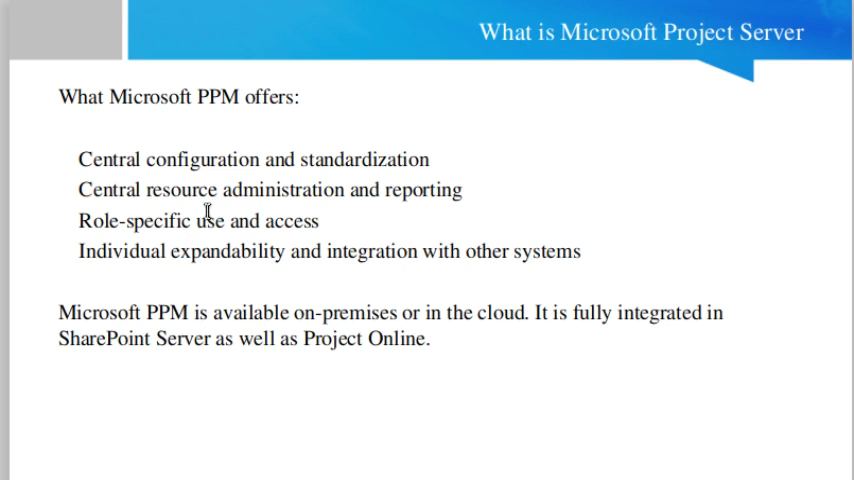 What is Microsoft Project Server
What Microsoft PPM offers:
Central configuration and standardization
Central resource administration and reporting
Role-specific use and access
Individual expandability and integration with other systems
Microsoft PPM is available on-premises or in the cloud. It is fully integrated in
SharePoint Server as well as Project Online.